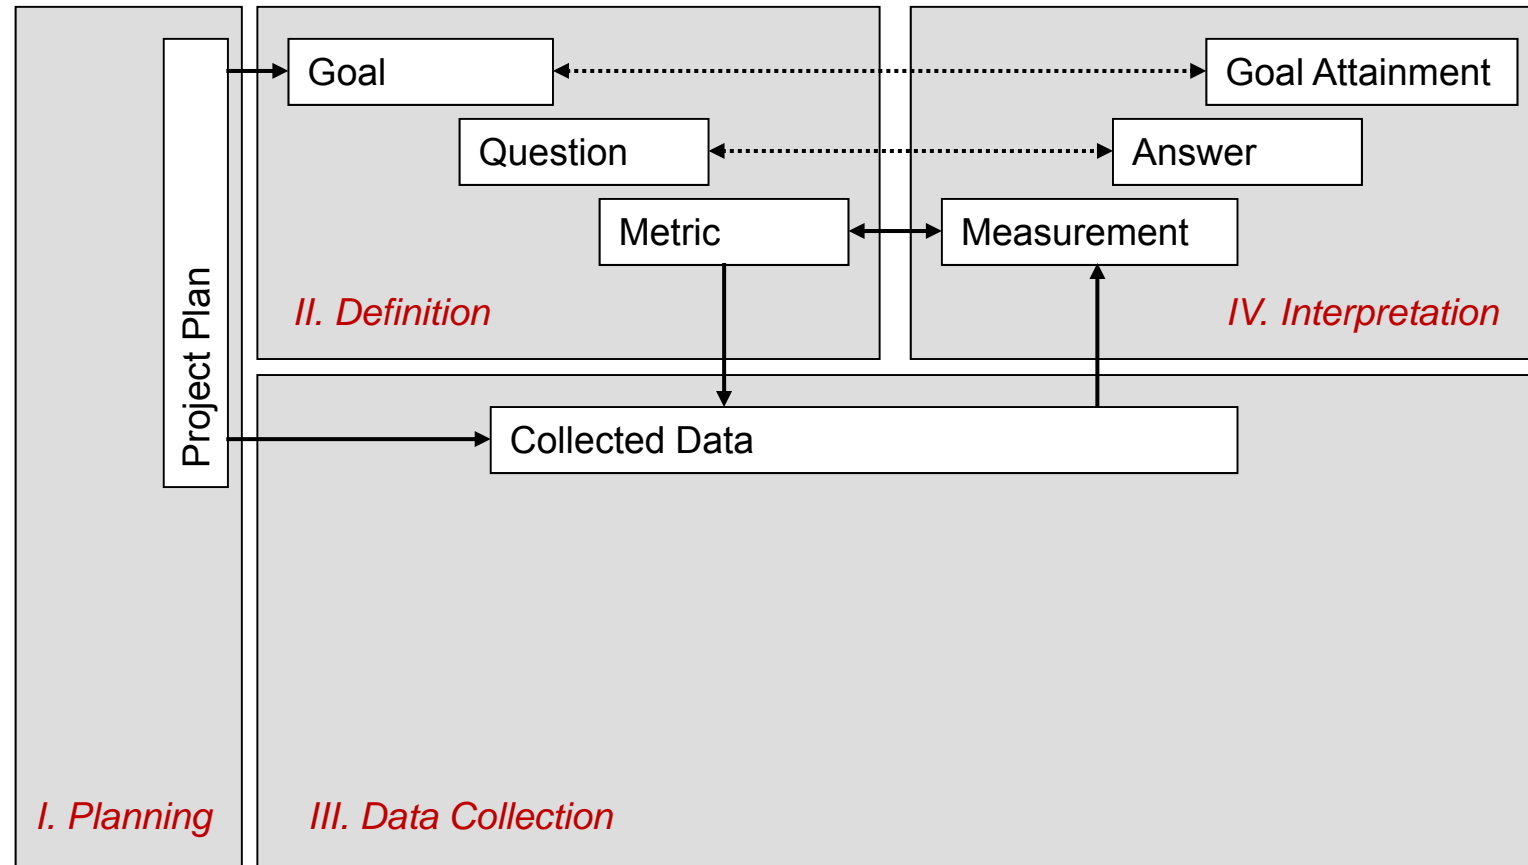 Project Plan
Goal
Goal Attainment
Question
Answer
Metric
Measurement
II. Definition
IV. Interpretation
Collected Data
I. Planning
III. Data Collection